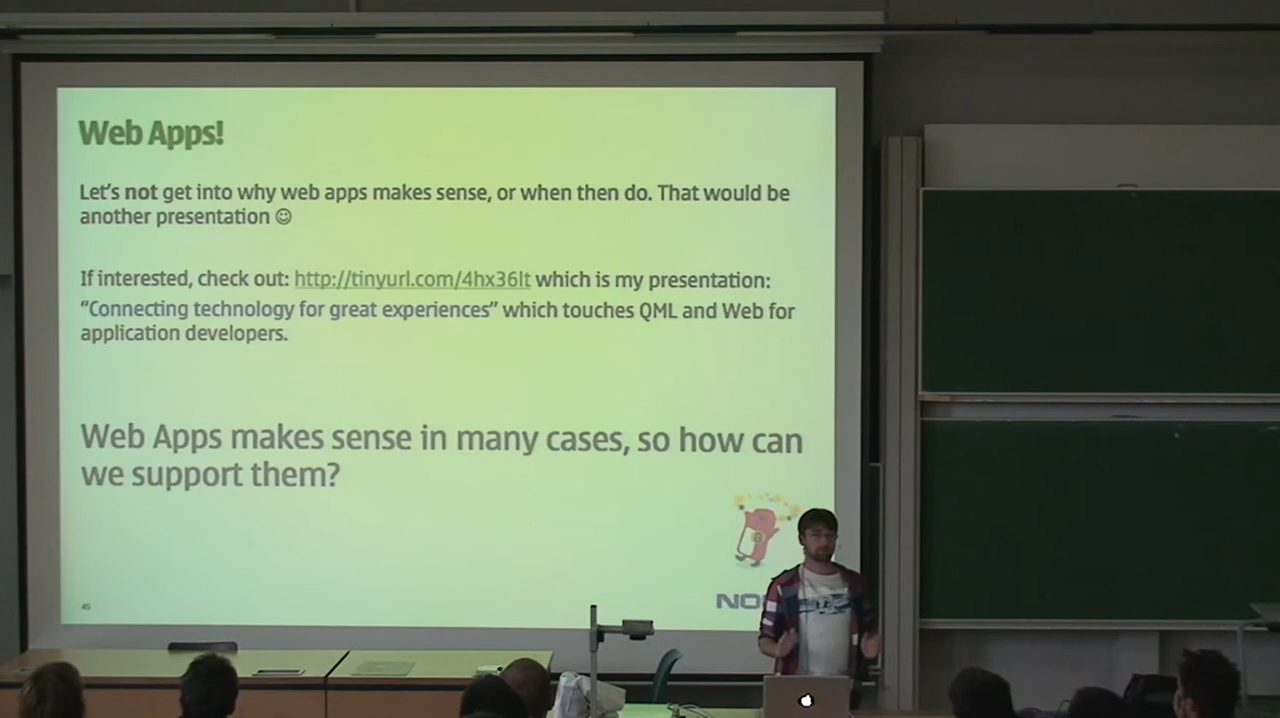 Web Apps!
Let's not get into why web apps makes sense, or when then do. That would be
another presentation ☺
If interested, check out: http://tinyurl.com/4hx36lt which is my presentation:
"Connecting technology for great experiences" which touches QML and Web for
application developers.
Web Apps makes sense in many cases, so how can
we support them?
45